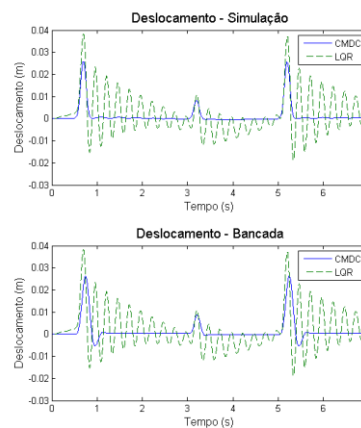 Deslocamento - Simulação
0.04
0.03
0.02
0.01
0
-0.01
-0.02
-0.03
Deslocamento (m)
CMDC
LQR
0 1 2 3 4 5 6
Tempo (s)
Deslocamento - Bancada
0.04
0.03
0.02
0.01
0
-0.01
-0.02
-0.03
Deslocamento (m)
CMDC
LQR
0 1 2 3 4 5 6
Tempo (s)